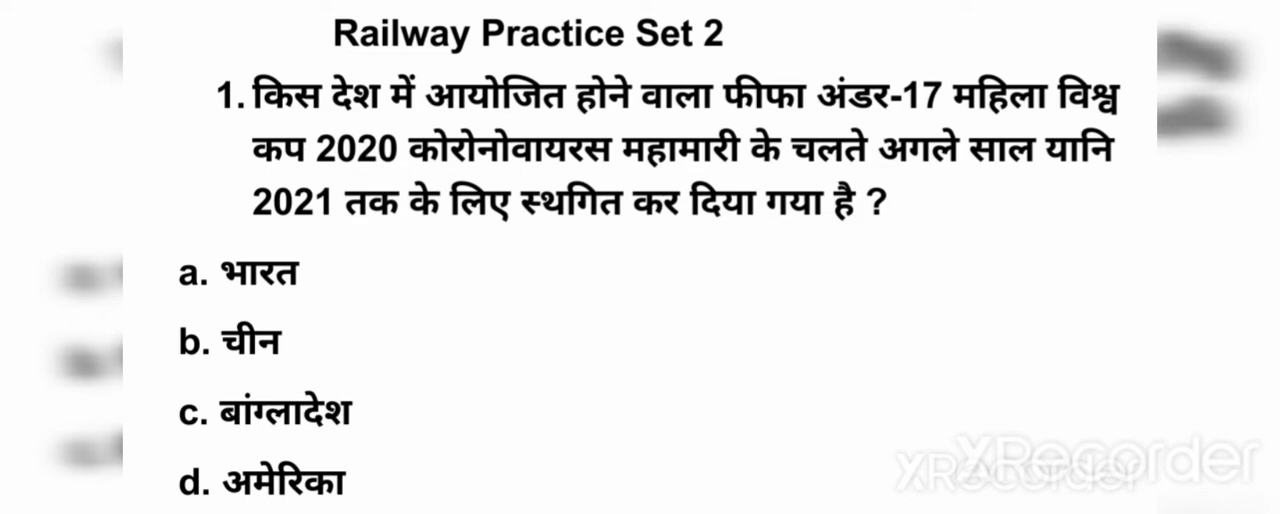 Railway Practice Set 2
1. किस देश में आयोजित होने वाला फीफा अंडर-17 महिला विश्व
कप 2020 कोरोनोवायरस महामारी के चलते अगले साल यानि
2021 तक के लिए स्थगित कर दिया गया है ?
a. भारत
b. चीन
c. बांग्लादेश
d. अमेरिका
XRecorder
XRecorder